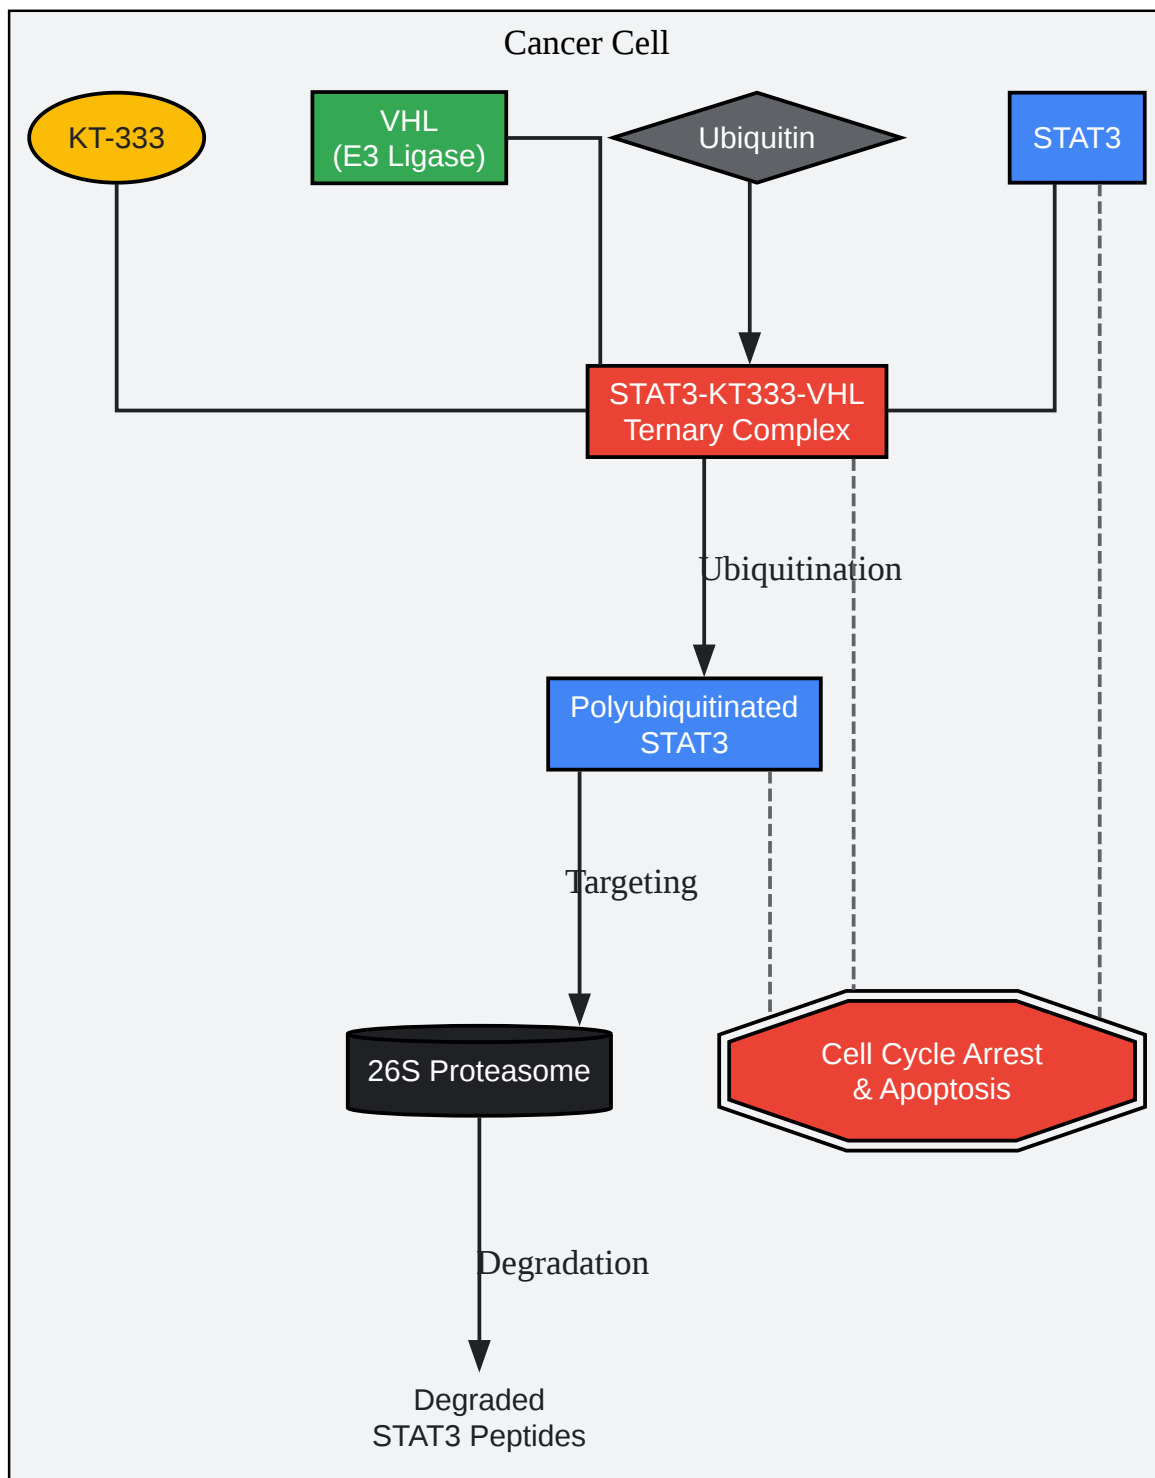 Cancer Cell
KT-333
VHL
(E3 Ligase)
Ubiquitin
STAT3
STAT3-KT333-VHL
Ternary Complex
Ubiquitination
Polyubiquitinated
STAT3
Targeting
26S Proteasome
Cell Cycle Arrest
& Apoptosis
Degradation
Degraded
STAT3 Peptides